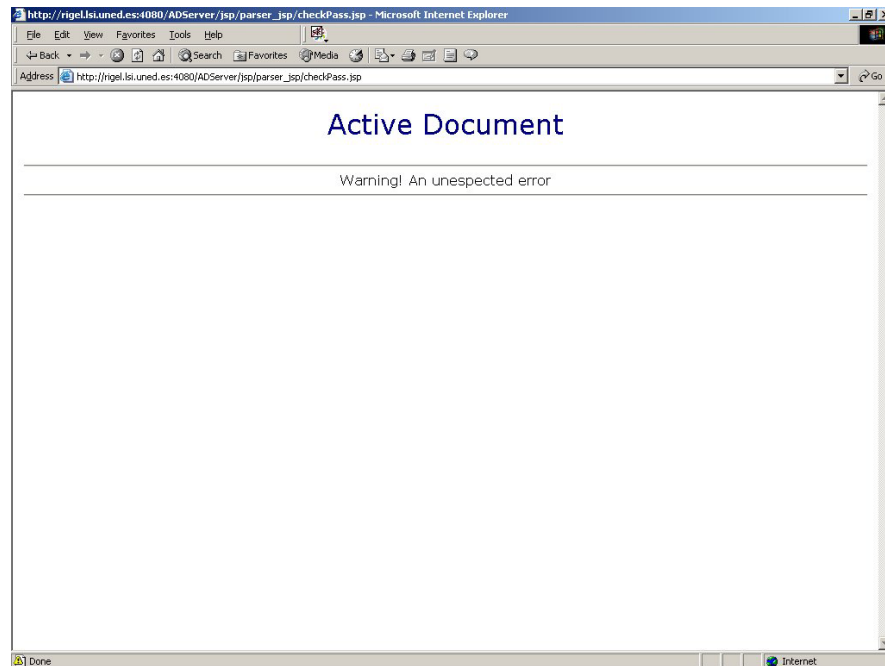 http://rigel.lsi.uned.es:4080/ADServer/jsp/parser_jsp/checkPass.jsp - Microsoft Internet Explorer
File Edit View Favorites Tools Help
Back Search Favorites Media
Address http://rigel.lsi.uned.es:4080/ADServer/jsp/parser_jsp/checkPass.jsp Go
Active Document
Warning! An unespected error
Done Internet